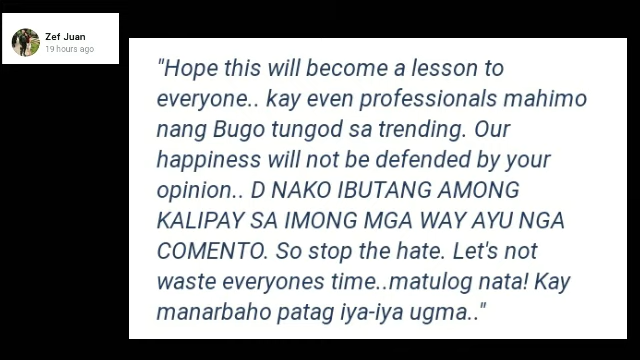 Zef Juan
19 hours ago
"Hope this will become a lesson to
everyone.. kay even professionals mahimo
nang Bugo tungod sa trending. Our
happiness will not be defended by your
opinion.. D NAKO IBUTANG AMONG
KALIPAY SA IMONG MGA WAY AYU NGA
COMENTO. So stop the hate. Let's not
waste everyones time..matulog nata! Kay
manarbaho patag iya-iya ugma.."